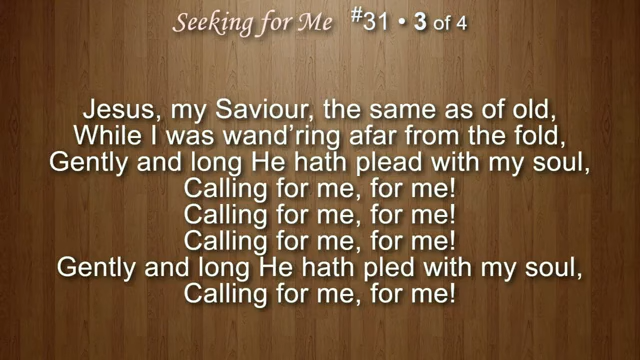 Seeking for Me #31 • 3 of 4
Jesus, my Saviour, the same as of old,
While I was wand'ring afar from the fold,
Gently and long He hath plead with my soul,
Calling for me, for me!
Calling for me, for me!
Calling for me, for me!
Gently and long He hath pled with my soul,
Calling for me, for me!